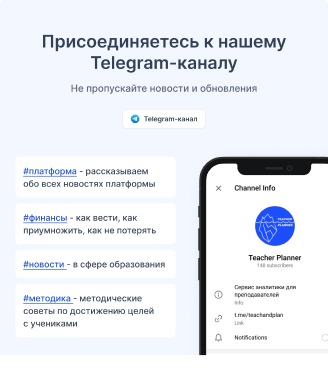 Присоединяетесь к нашему
Telegram-каналу
Не пропускайте новости и обновления
Telegram-канал
#платформа - рассказываем
обо всех новостях платформы
#финансы - как вести, как
приумножить, как не потерять
#новости - в сфере образования
#методика - методические
советы по достижению целей
с учениками
Channel Info
TEACHER
PLANNER
Teacher Planner
148 subscribers
Сервис аналитики для
преподавателей
Info
t.me/teachandplan
Link
Notifications